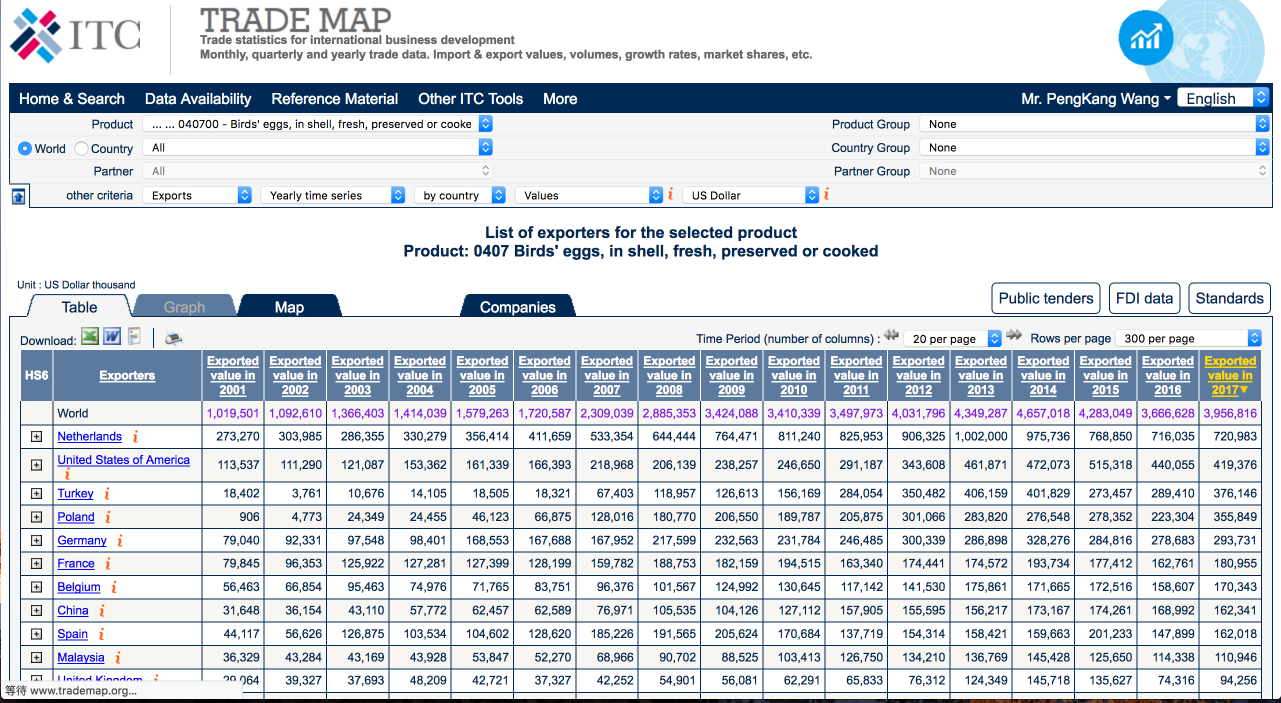 ITC
TRADE MAP
Trade statistics for international business development
Monthly, quarterly and yearly trade data. Import & export values, volumes, growth rates, market shares, etc.
Home & Search Data Availability Reference Material Other ITC Tools More Mr. PengKang Wang English
Product ... ... 040700 - Birds' eggs, in shell, fresh, preserved or cooke Product Group None
World Country All Country Group None
Partner All Partner Group None
other criteria Exports Yearly time series by country Values i US Dollar i
List of exporters for the selected product
Product: 0407 Birds' eggs, in shell, fresh, preserved or cooked
Unit : US Dollar thousand
Table Graph Map Companies Public tenders FDI data Standards
Download: Time Period (number of columns) : 20 per page Rows per page 300 per page
HS6 Exporters Exported value in 2001 Exported value in 2002 Exported value in 2003 Exported value in 2004 Exported value in 2005 Exported value in 2006 Exported value in 2007 Exported value in 2008 Exported value in 2009 Exported value in 2010 Exported value in 2011 Exported value in 2012 Exported value in 2013 Exported value in 2014 Exported value in 2015 Exported value in 2016 Exported value in 2017▼
World 1,019,501 1,092,610 1,366,403 1,414,039 1,579,263 1,720,587 2,309,039 2,885,353 3,424,088 3,410,339 3,497,973 4,031,796 4,349,287 4,657,018 4,283,049 3,666,628 3,956,816
Netherlands i 273,270 303,985 286,355 330,279 356,414 411,659 533,354 644,444 764,471 811,240 825,953 906,325 1,002,000 975,736 768,850 716,035 720,983
United States of America i 113,537 111,290 121,087 153,362 161,339 166,393 218,968 206,139 238,257 246,650 291,187 343,608 461,871 472,073 515,318 440,055 419,376
Turkey i 18,402 3,761 10,676 14,105 18,505 18,321 67,403 118,957 126,613 156,169 284,054 350,482 406,159 401,829 273,457 289,410 376,146
Poland i 906 4,773 24,349 24,455 46,123 66,875 128,016 180,770 206,550 189,787 205,875 301,066 283,820 276,548 278,352 223,304 355,849
Germany i 79,040 92,331 97,548 98,401 168,553 167,688 167,952 217,599 232,563 231,784 246,485 300,339 286,898 328,276 284,816 278,683 293,731
France i 79,845 96,353 125,922 127,281 127,399 128,199 159,782 188,753 182,159 194,515 163,340 174,441 174,572 193,734 177,412 162,761 180,955
Belgium i 56,463 66,854 95,463 74,976 71,765 83,751 96,376 101,567 124,992 130,645 117,142 141,530 175,861 171,665 172,516 158,607 170,343
China i 31,648 36,154 43,110 57,772 62,457 62,589 76,971 105,535 104,126 127,112 157,905 155,595 156,217 173,167 174,261 168,992 162,341
Spain i 44,117 56,626 126,875 103,534 104,602 128,620 185,226 191,565 205,624 170,684 137,719 154,314 158,421 159,663 201,233 147,899 162,018
Malaysia i 36,329 43,284 43,169 43,928 53,847 52,270 68,966 90,702 88,525 103,413 126,750 134,210 136,769 145,428 125,650 114,338 110,946
United Kingdom i 29,064 39,327 37,693 48,209 42,721 37,327 42,252 54,901 56,081 62,291 65,833 76,312 124,349 145,718 135,627 74,316 94,256
等待 www.trademap.org...